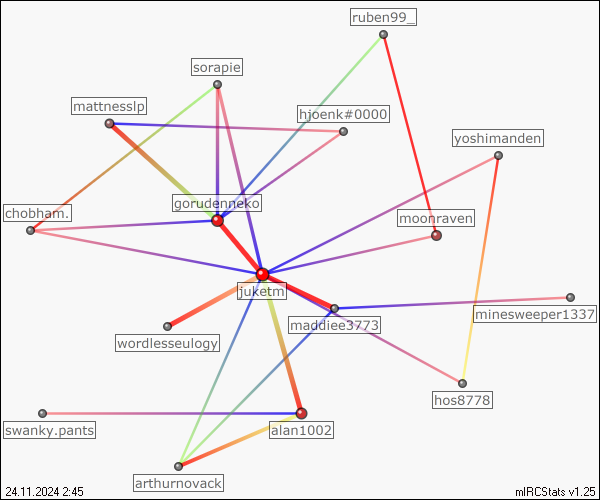 ruben99_
sorapie
mattnesslp
hjoenk#0000
yoshimanden
gorudenneko
chobham.
moonraven
juketm
minesweeper1337
maddiee3773
wordlesseulogy
hos8778
swanky.pants
alan1002
arthurnovack
24.11.2024 2:45
mIRCStats v1.25